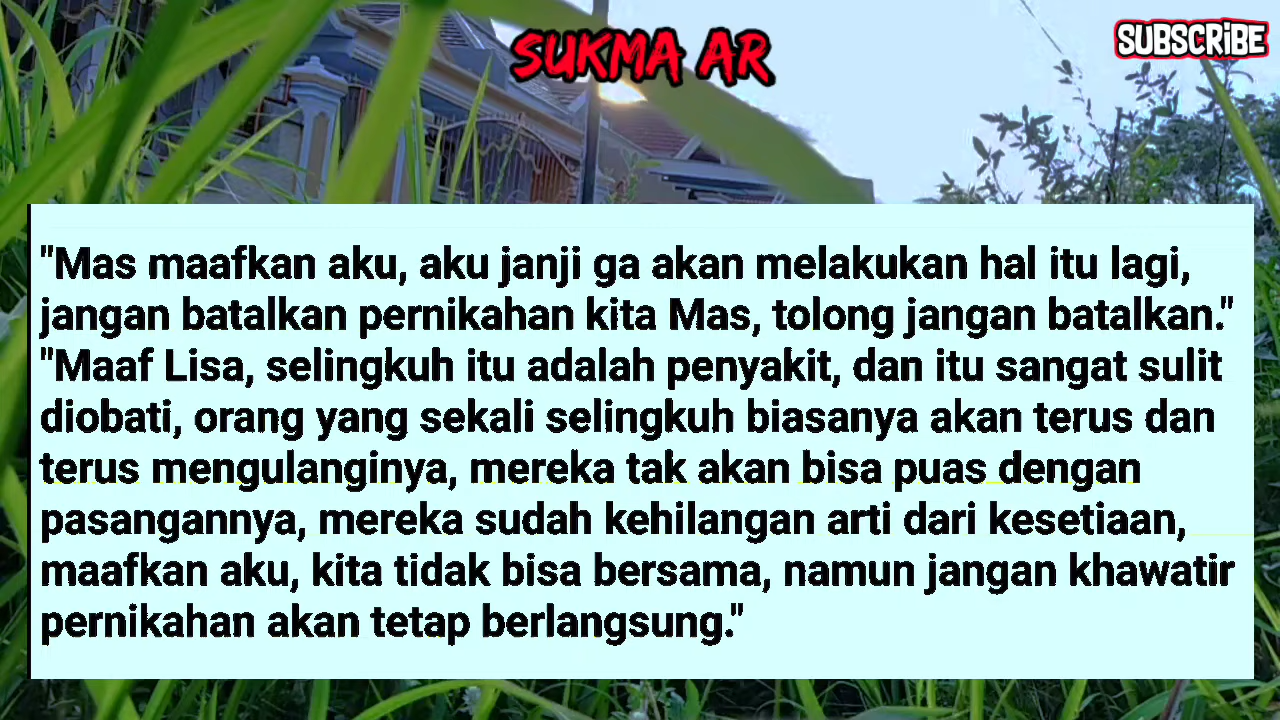 SUKMA AR
SUBSCRIBE
"Mas maafkan aku, aku janji ga akan melakukan hal itu lagi,
jangan batalkan pernikahan kita Mas, tolong jangan batalkan."
"Maaf Lisa, selingkuh itu adalah penyakit, dan itu sangat sulit
diobati, orang yang sekali selingkuh biasanya akan terus dan
terus mengulanginya, mereka tak akan bisa puas dengan
pasangannya, mereka sudah kehilangan arti dari kesetiaan,
maafkan aku, kita tidak bisa bersama, namun jangan khawatir
pernikahan akan tetap berlangsung."